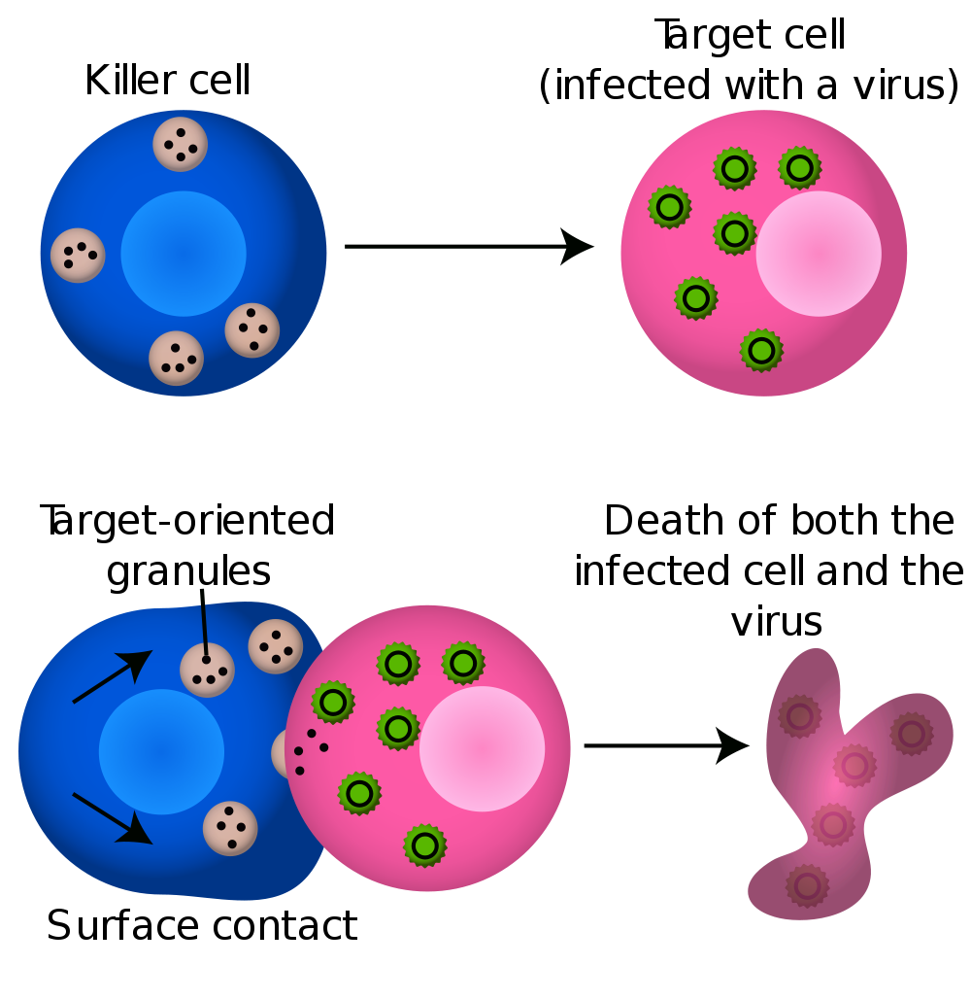 Killer cell
Target cell
(infected with a virus)
Target-oriented
granules
Death of both the
infected cell and the
virus
Surface contact